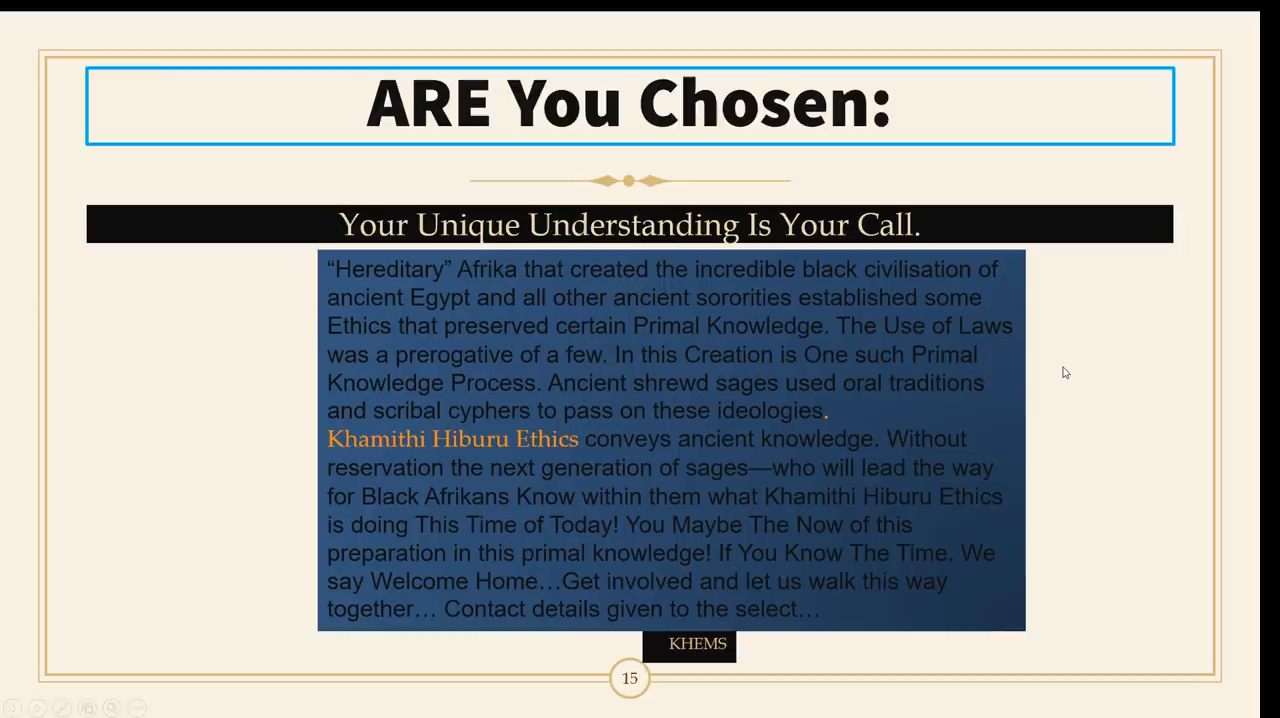 ARE You Chosen:
Your Unique Understanding Is Your Call.
“Hereditary” Afrika that created the incredible black civilisation of
ancient Egypt and all other ancient sororities established some
Ethics that preserved certain Primal Knowledge. The Use of Laws
was a prerogative of a few. In this Creation is One such Primal
Knowledge Process. Ancient shrewd sages used oral traditions
and scribal cyphers to pass on these ideologies.
Khamithi Hiburu Ethics conveys ancient knowledge. Without
reservation the next generation of sages—who will lead the way
for Black Afrikans Know within them what Khamithi Hiburu Ethics
is doing This Time of Today! You Maybe The Now of this
preparation in this primal knowledge! If You Know The Time. We
say Welcome Home…Get involved and let us walk this way
together… Contact details given to the select…
KHEMS
15